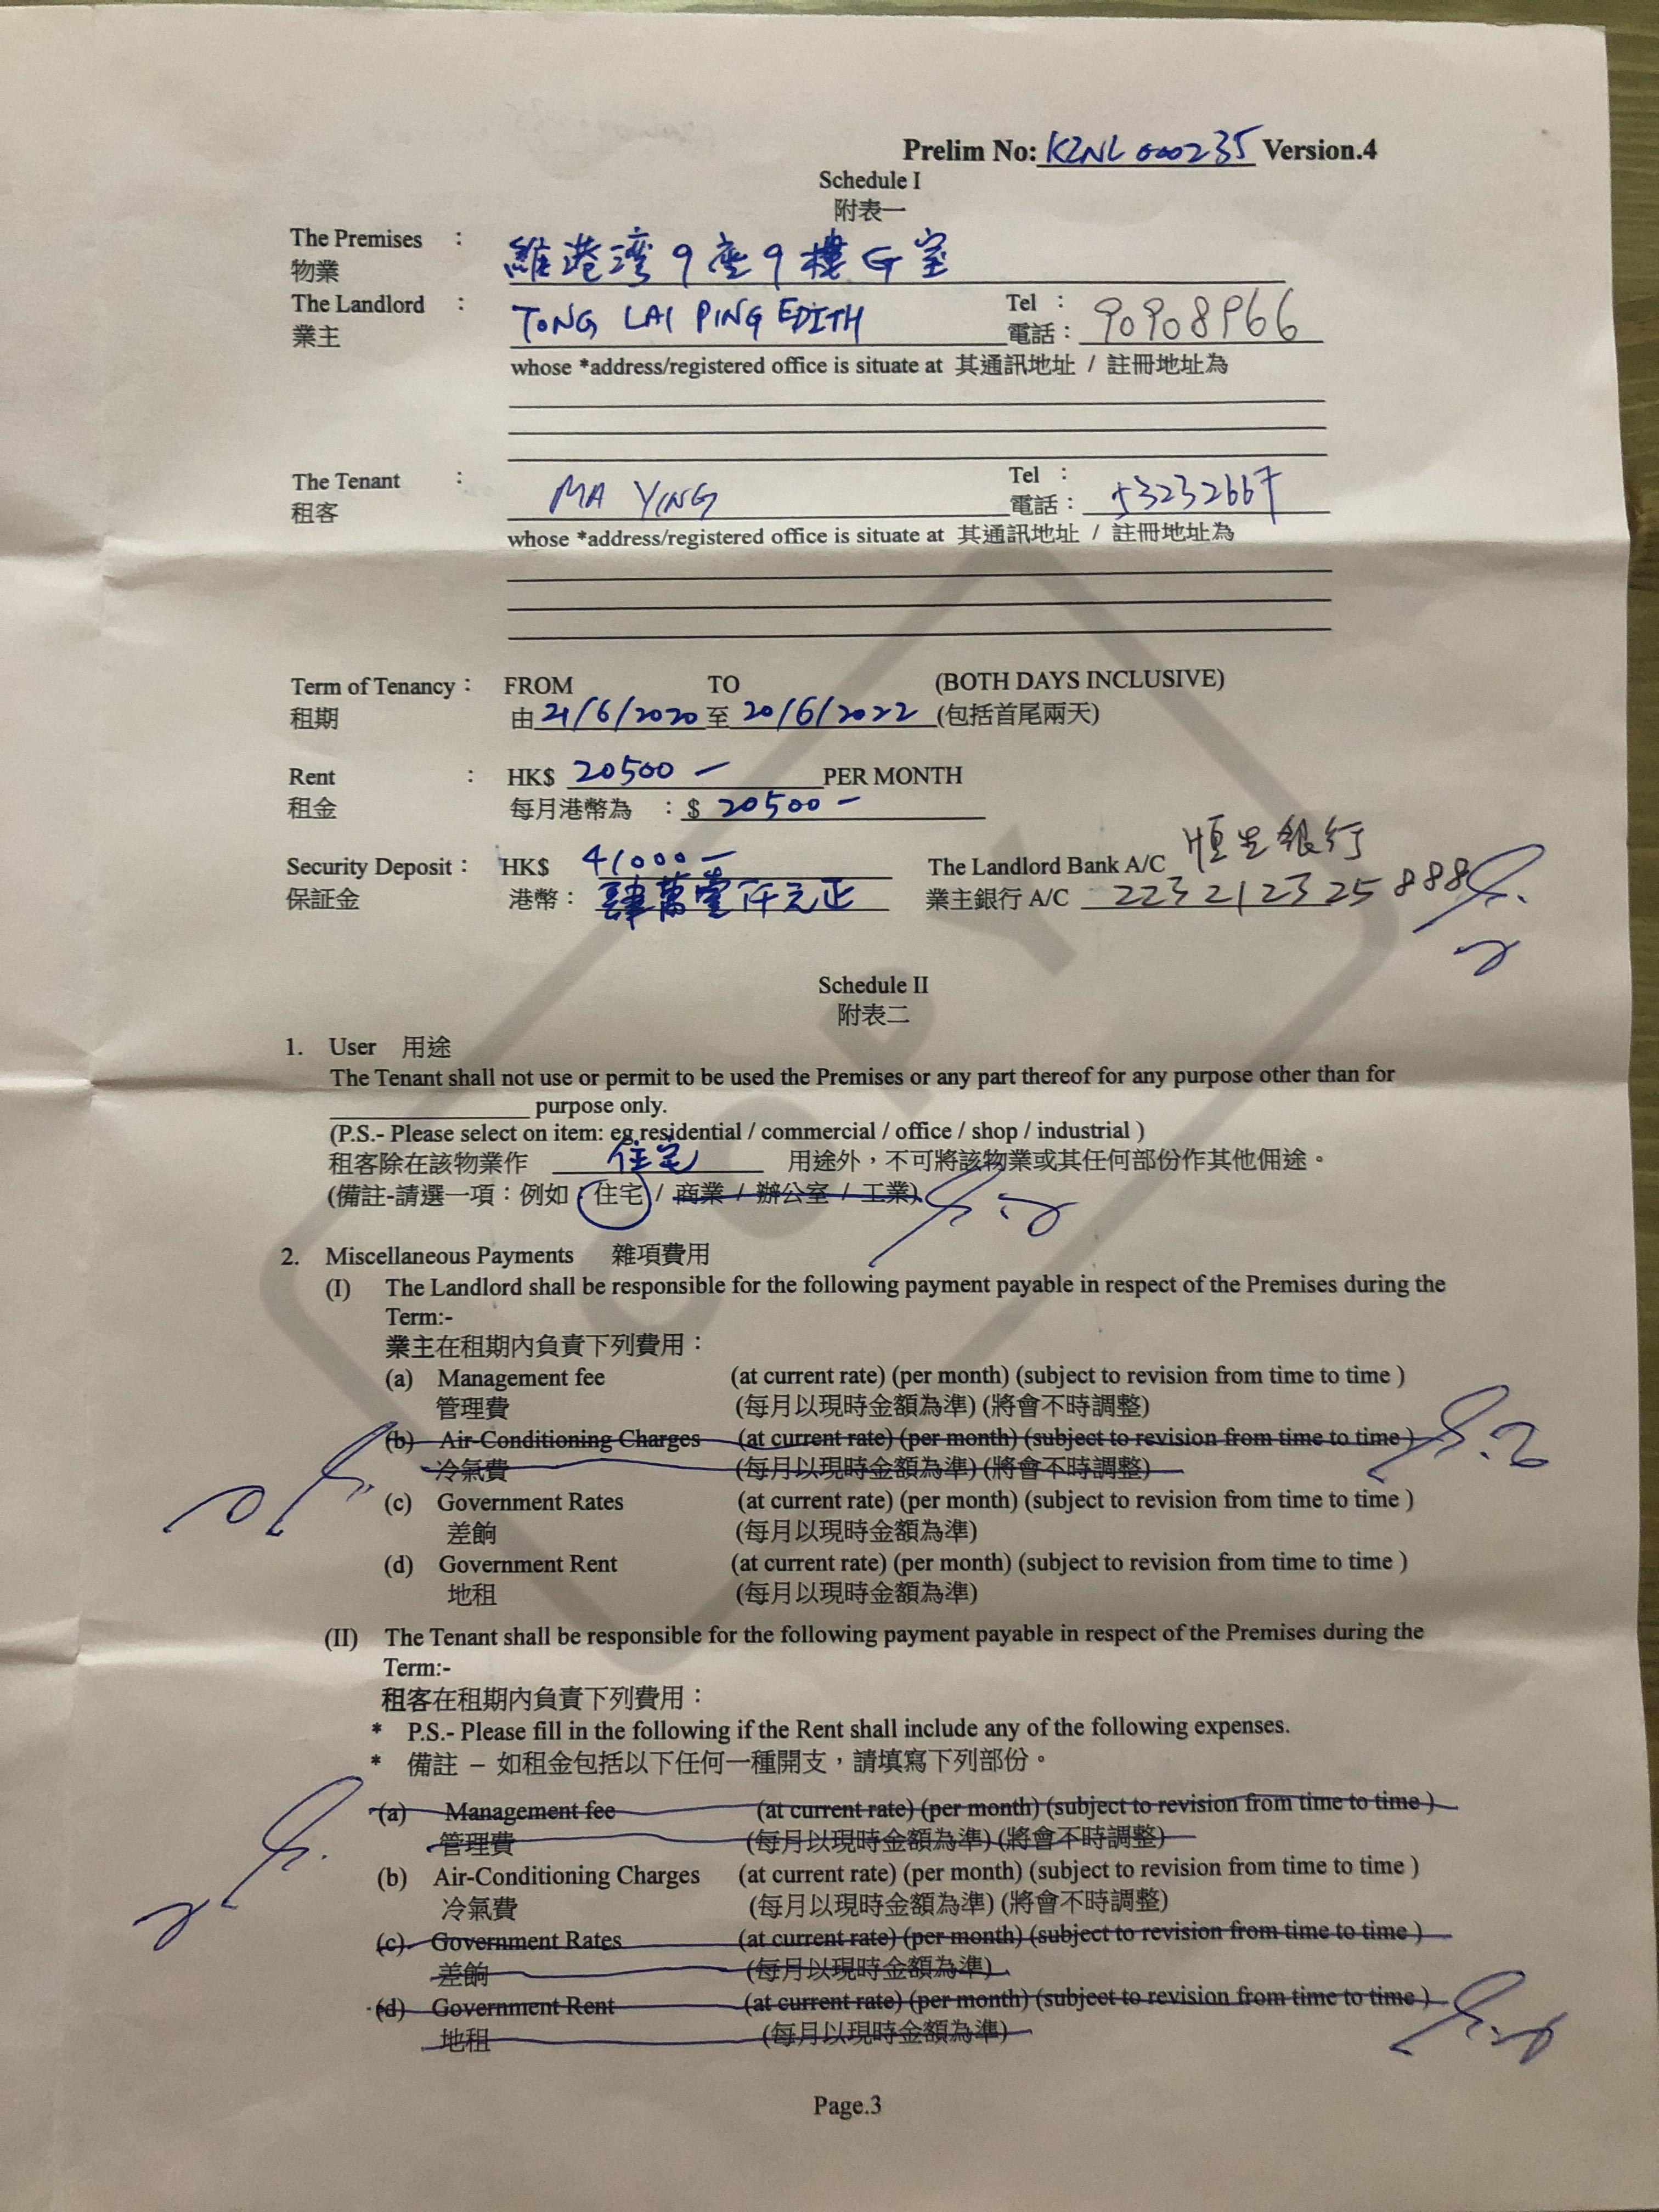 Prelim No: KZNL000235 Version.4
Schedule I
附表一
The Premises :
物業 維港湾9座9樓G室
The Landlord : TONG LAI PING EDITH Tel :
業主 電話： 90908966
whose *address/registered office is situate at 其通訊地址 / 註冊地址為
The Tenant : MA YING Tel :
租客 電話： 53232667
whose *address/registered office is situate at 其通訊地址 / 註冊地址為
Term of Tenancy： FROM TO (BOTH DAYS INCLUSIVE)
租期 由 21/6/2020 至 20/6/2022 (包括首尾兩天)
Rent : HK$ 20500 — PER MONTH
租金 每月港幣為 ：$ 20500 —
Security Deposit： HK$ 41000 — The Landlord Bank A/C 恒生銀行
保証金 港幣： 肆萬壹仟元正 業主銀行 A/C 223 212325 888
Schedule II
附表二
1. User 用途
The Tenant shall not use or permit to be used the Premises or any part thereof for any purpose other than for
purpose only.
(P.S.- Please select on item: eg.residential / commercial / office / shop / industrial )
租客除在該物業作 住宅 用途外，不可將該物業或其任何部份作其他佣途。
(備註-請選一項：例如：住宅 / 商業 / 辦公室 / 工業)
2. Miscellaneous Payments 雜項費用
(I) The Landlord shall be responsible for the following payment payable in respect of the Premises during the
Term:-
業主在租期內負責下列費用：
(a) Management fee (at current rate) (per month) (subject to revision from time to time )
管理費 (每月以現時金額為準) (將會不時調整)
(b) Air-Conditioning Charges (at current rate) (per month) (subject to revision from time to time )
冷氣費 (每月以現時金額為準) (將會不時調整)
(c) Government Rates (at current rate) (per month) (subject to revision from time to time )
差餉 (每月以現時金額為準)
(d) Government Rent (at current rate) (per month) (subject to revision from time to time )
地租 (每月以現時金額為準)
(II) The Tenant shall be responsible for the following payment payable in respect of the Premises during the
Term:-
租客在租期內負責下列費用：
* P.S.- Please fill in the following if the Rent shall include any of the following expenses.
* 備註 – 如租金包括以下任何一種開支，請填寫下列部份。
(a) Management fee (at current rate) (per month) (subject to revision from time to time )
管理費 (每月以現時金額為準) (將會不時調整)
(b) Air-Conditioning Charges (at current rate) (per month) (subject to revision from time to time )
冷氣費 (每月以現時金額為準) (將會不時調整)
(c) Government Rates (at current rate) (per month) (subject to revision from time to time )
差餉 (每月以現時金額為準)
(d) Government Rent (at current rate) (per month) (subject to revision from time to time )
地租 (每月以現時金額為準)
Page.3
COPY